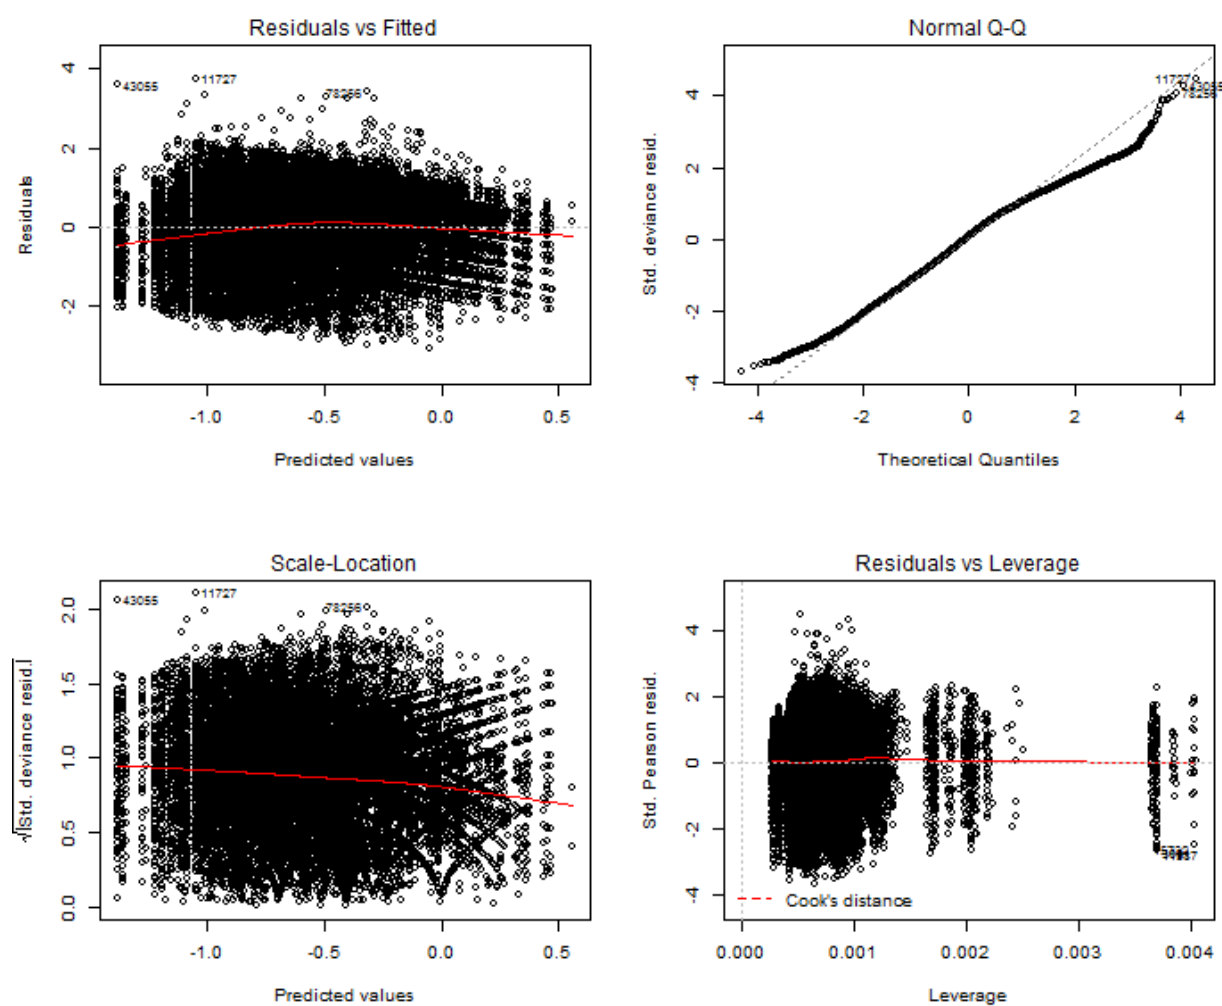 Residuals vs Fitted
Residuals
4
2
0
-2
43055
11727
78256
-1.0 -0.5 0.0 0.5
Predicted values
Normal Q-Q
Std. deviance resid.
4
2
0
-2
-4
11727
43055
78256
-4 -2 0 2 4
Theoretical Quantiles
Scale-Location
√|Std. deviance resid.|
2.0
1.5
1.0
0.5
0.0
43055
11727
78256
-1.0 -0.5 0.0 0.5
Predicted values
Residuals vs Leverage
Std. Pearson resid.
4
2
0
-2
-4
Cook's distance
0.000 0.001 0.002 0.003 0.004
Leverage